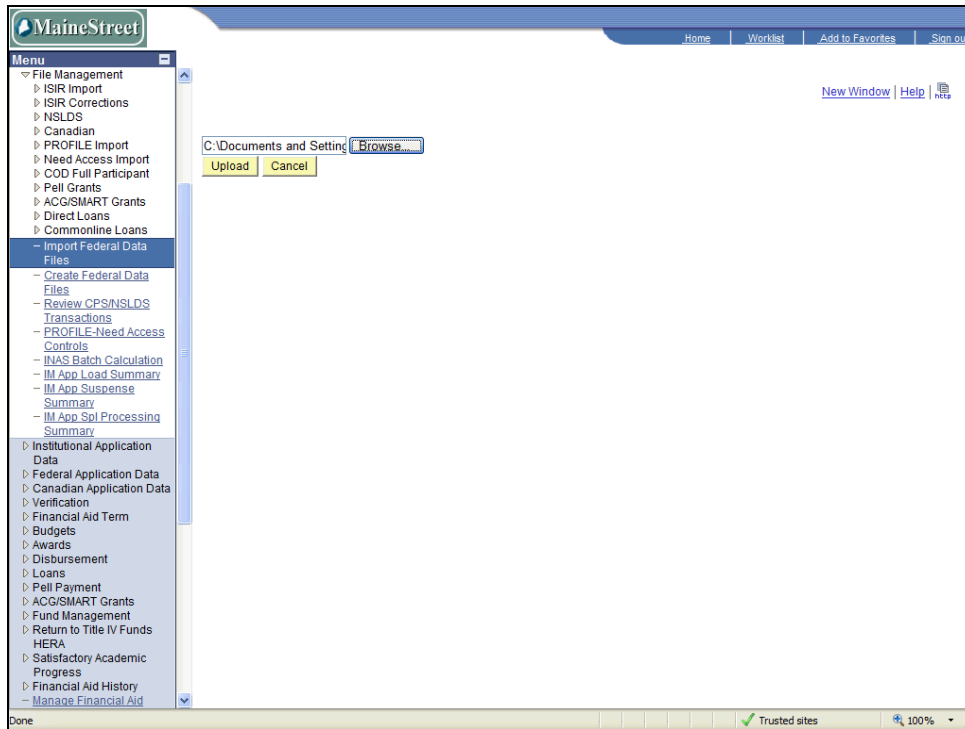 MaineStreet
Home
Worklist
Add to Favorites
Sign ou
Menu
File Management
ISIR Import
ISIR Corrections
NSLDS
Canadian
PROFILE Import
Need Access Import
COD Full Participant
Pell Grants
ACG/SMART Grants
Direct Loans
Commonline Loans
Import Federal Data
Files
Create Federal Data
Files
Review CPS/NSLDS
Transactions
PROFILE-Need Access
Controls
INAS Batch Calculation
IM App Load Summary
IM App Suspense
Summary
IM App Spl Processing
Summary
Institutional Application
Data
Federal Application Data
Canadian Application Data
Verification
Financial Aid Term
Budgets
Awards
Disbursement
Loans
Pell Payment
ACG/SMART Grants
Fund Management
Return to Title IV Funds
HERA
Satisfactory Academic
Progress
Financial Aid History
Manage Financial Aid
New Window | Help |
http
C:\Documents and Setting
Browse...
Upload
Cancel
Done
Trusted sites
100%